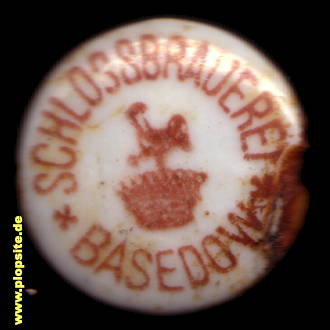 SCHLOSSBRAUEREI
* BASEDOW *
www.plopsite.de